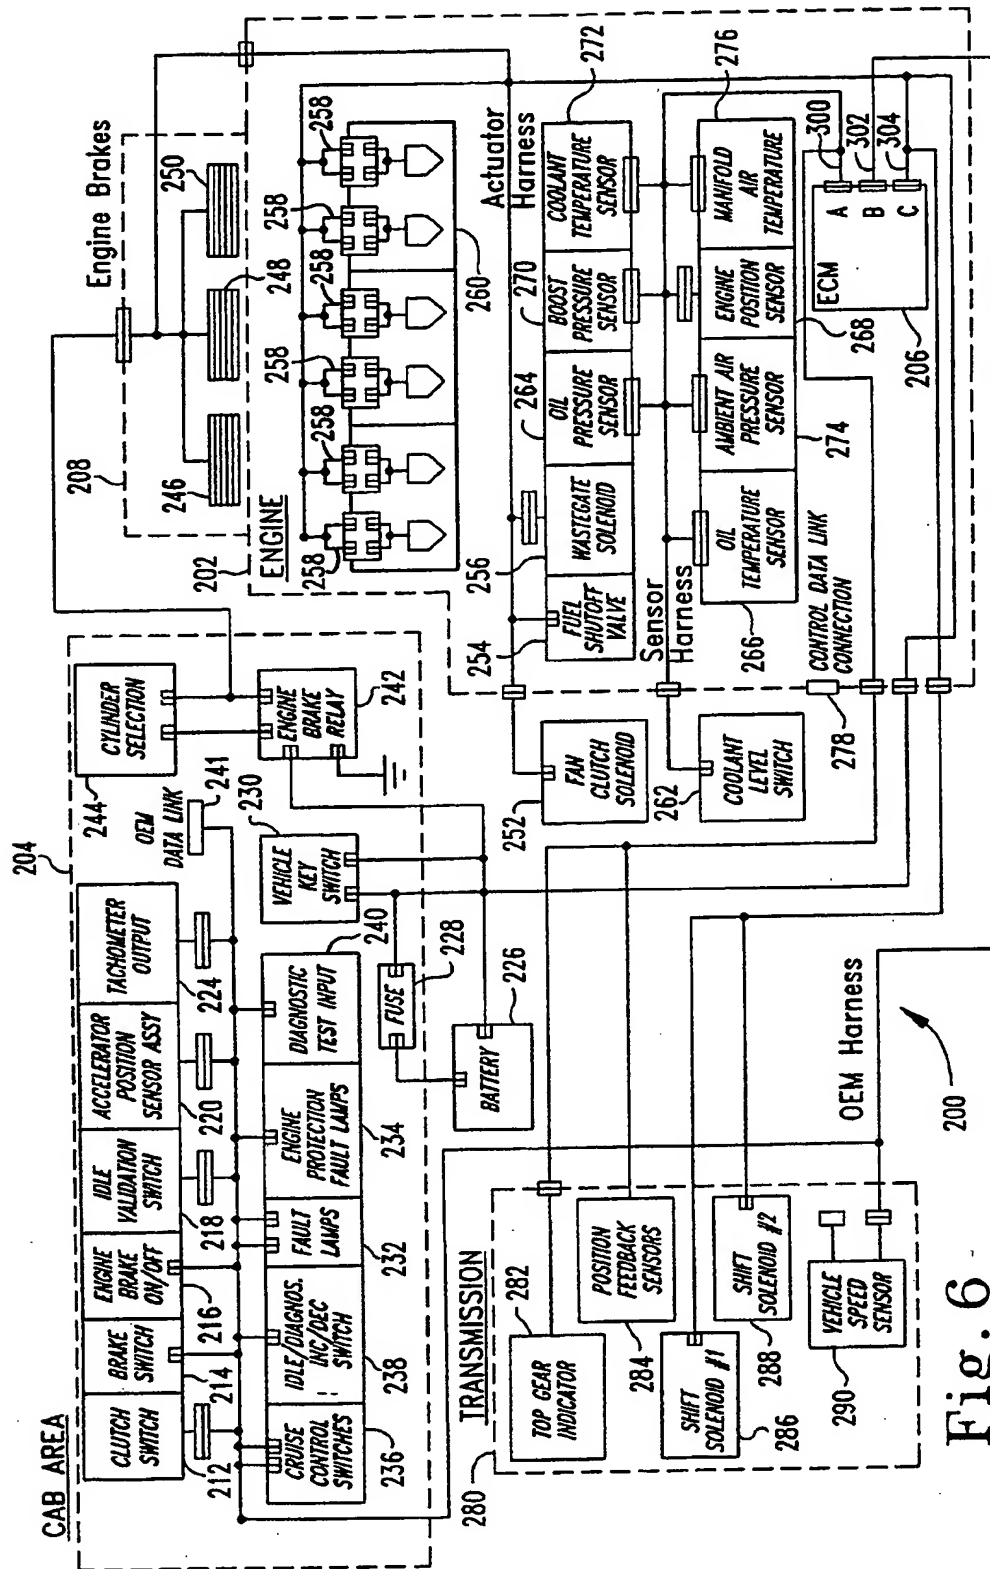 CAB AREA
204
CLUTCH
SWITCH
212
BRAKE
SWITCH
214
ENGINE
BRAKE
ON/OFF
216
IDLE
VALIDATION
SWITCH
218
ACCELERATOR
POSITION
SENSOR ASSY
220
TACHOMETER
OUTPUT
224
OEM
DATA LINK
241
CYLINDER
SELECTION
244
CRUISE
CONTROL
SWITCHES
236
IDLE/DIAGNOS.
INC/DEC
SWITCH
238
FAULT
LAMPS
232
ENGINE
PROTECTION
FAULT LAMPS
234
DIAGNOSTIC
TEST INPUT
240
VEHICLE
KEY
SWITCH
230
ENGINE
BRAKE
RELAY
242
FUSE
228
BATTERY
226
Engine Brakes
208
246
248
250
202
ENGINE
258
258
258
258
258
258
260
Actuator
Harness
254
FUEL
SHUTOFF
VALVE
256
WASTEGATE
SOLENOID
264
OIL
PRESSURE
SENSOR
270
BOOST
PRESSURE
SENSOR
272
COOLANT
TEMPERATURE
SENSOR
Sensor
Harness
266
OIL
TEMPERATURE
SENSOR
274
AMBIENT AIR
PRESSURE
SENSOR
268
ENGINE
POSITION
SENSOR
276
MANIFOLD
AIR
TEMPERATURE
ECM
A
B
C
300
302
304
206
CONTROL DATA LINK
CONNECTION
278
FAN
CLUTCH
SOLENOID
252
COOLANT
LEVEL
SWITCH
262
TRANSMISSION
280
TOP GEAR
INDICATOR
282
POSITION
FEEDBACK
SENSORS
284
SHIFT
SOLENOID #1
286
SHIFT
SOLENOID #2
288
VEHICLE
SPEED
SENSOR
290
OEM Harness
200
Fig. 6